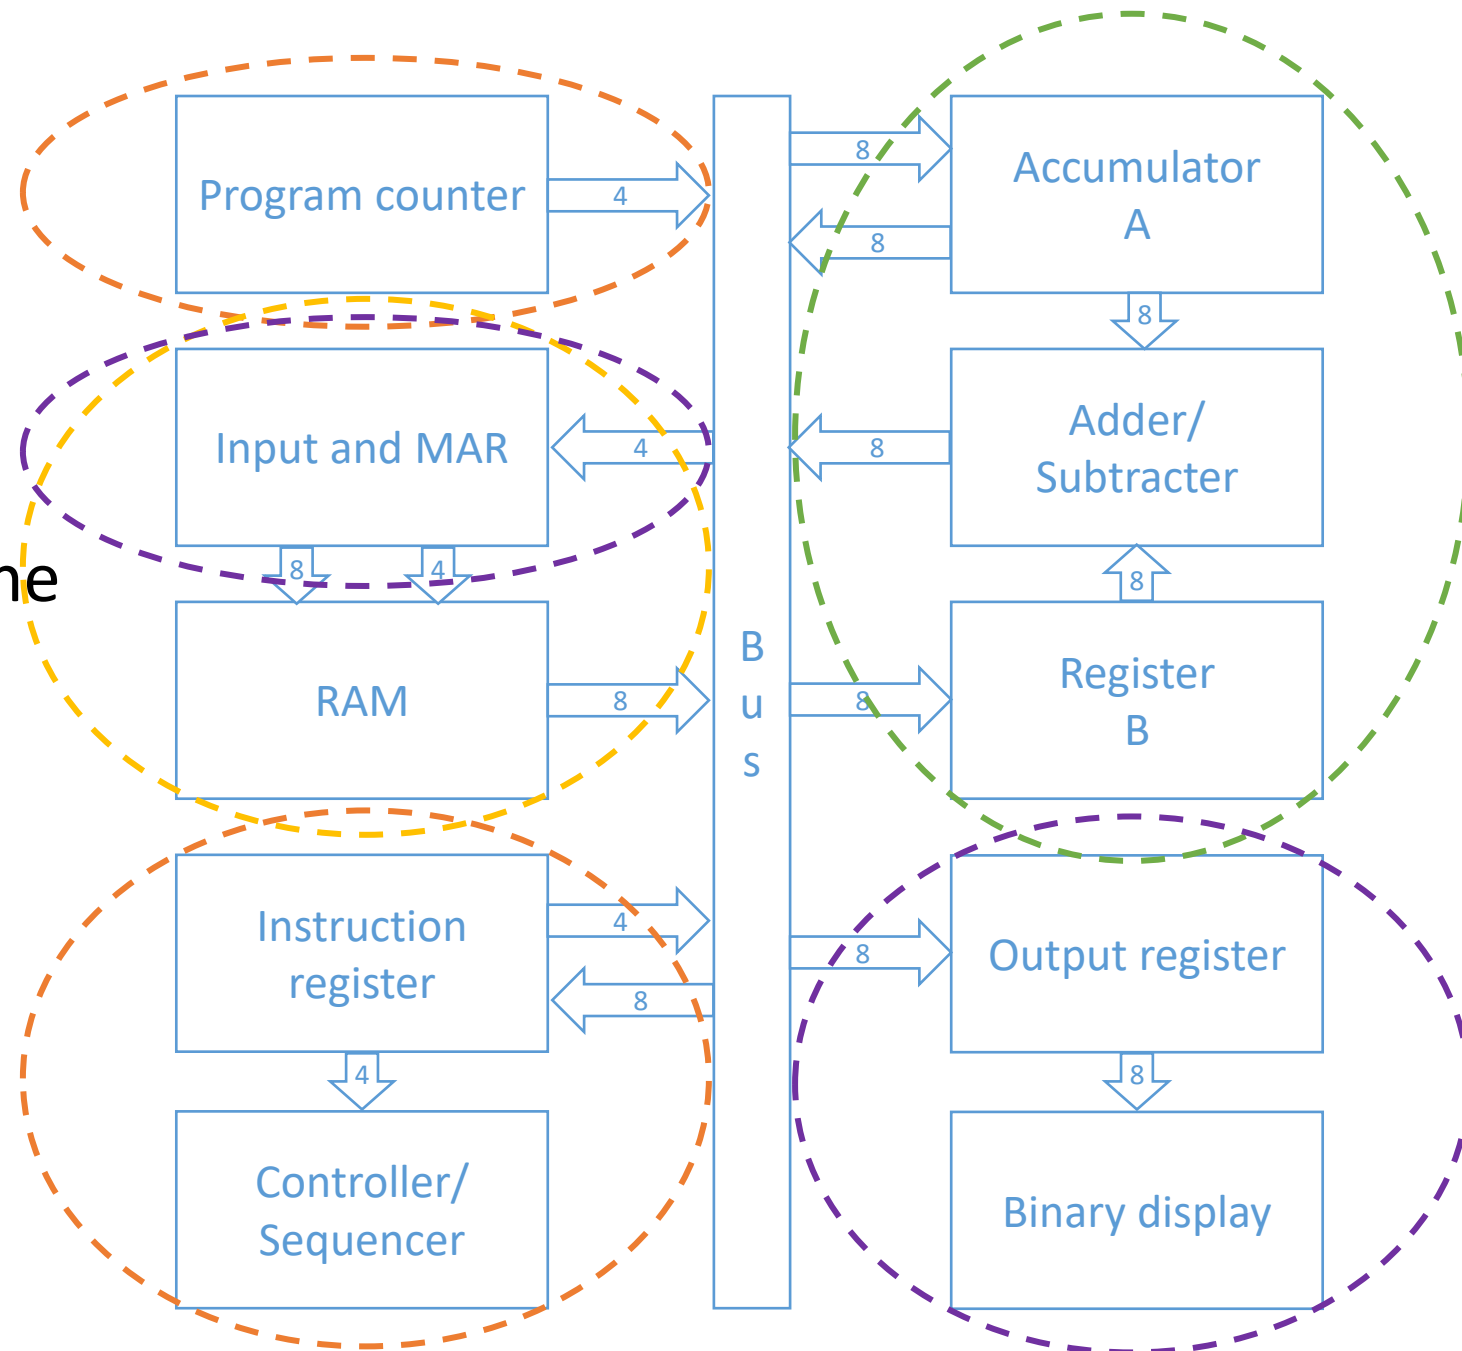 Program counter
4
8
Accumulator
A
8
8
Input and MAR
4
8
Adder/
Subtracter
8
4
ne
8
RAM
8
B
u
s
8
Register
B
Instruction
register
4
8
8
Output register
4
8
Controller/
Sequencer
Binary display